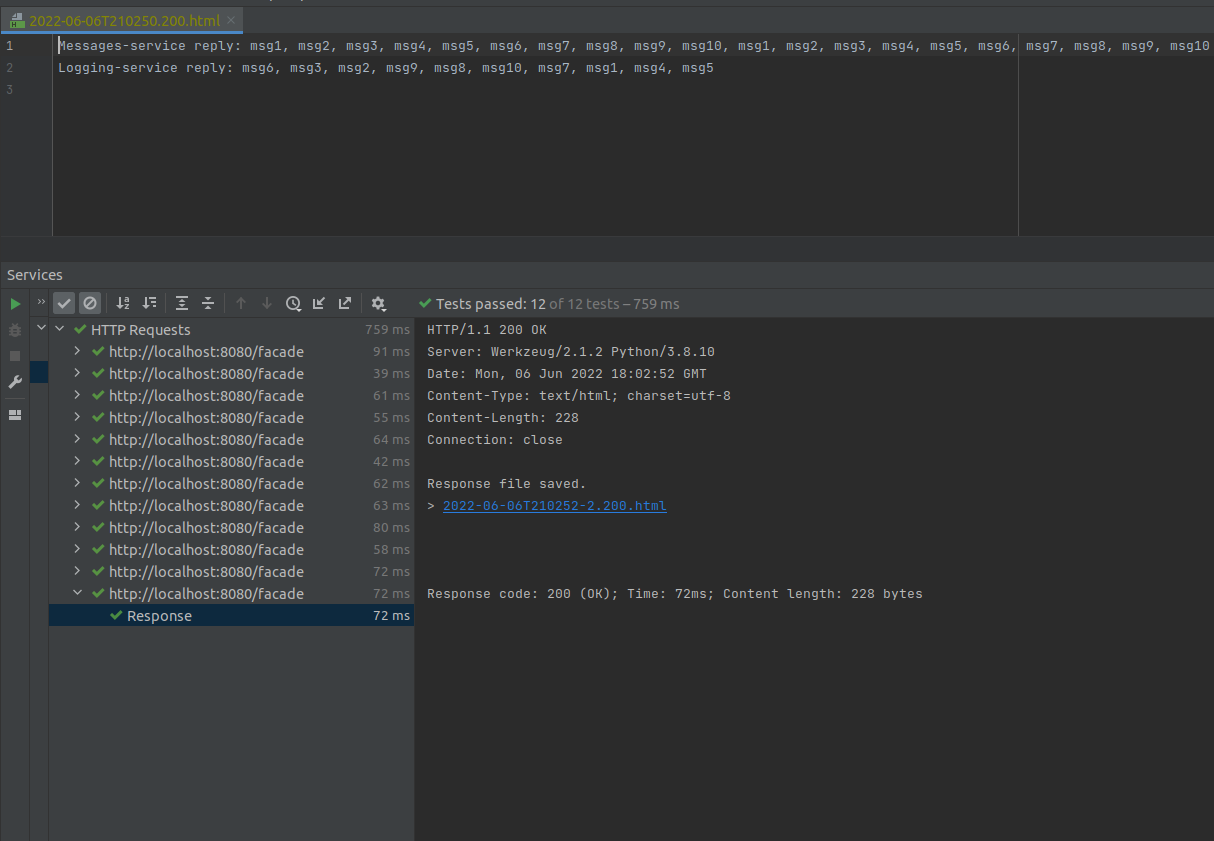 2022-06-06T210250.200.html
1 Messages-service reply: msg1, msg2, msg3, msg4, msg5, msg6, msg7, msg8, msg9, msg10, msg1, msg2, msg3, msg4, msg5, msg6, msg7, msg8, msg9, msg10
2 Logging-service reply: msg6, msg3, msg2, msg9, msg8, msg10, msg7, msg1, msg4, msg5
3
Services
Tests passed: 12 of 12 tests – 759 ms
HTTP Requests 759 ms
http://localhost:8080/facade 91 ms
http://localhost:8080/facade 39 ms
http://localhost:8080/facade 61 ms
http://localhost:8080/facade 55 ms
http://localhost:8080/facade 64 ms
http://localhost:8080/facade 42 ms
http://localhost:8080/facade 62 ms
http://localhost:8080/facade 63 ms
http://localhost:8080/facade 80 ms
http://localhost:8080/facade 58 ms
http://localhost:8080/facade 72 ms
http://localhost:8080/facade 72 ms
Response 72 ms
HTTP/1.1 200 OK
Server: Werkzeug/2.1.2 Python/3.8.10
Date: Mon, 06 Jun 2022 18:02:52 GMT
Content-Type: text/html; charset=utf-8
Content-Length: 228
Connection: close
Response file saved.
> 2022-06-06T210252-2.200.html
Response code: 200 (OK); Time: 72ms; Content length: 228 bytes